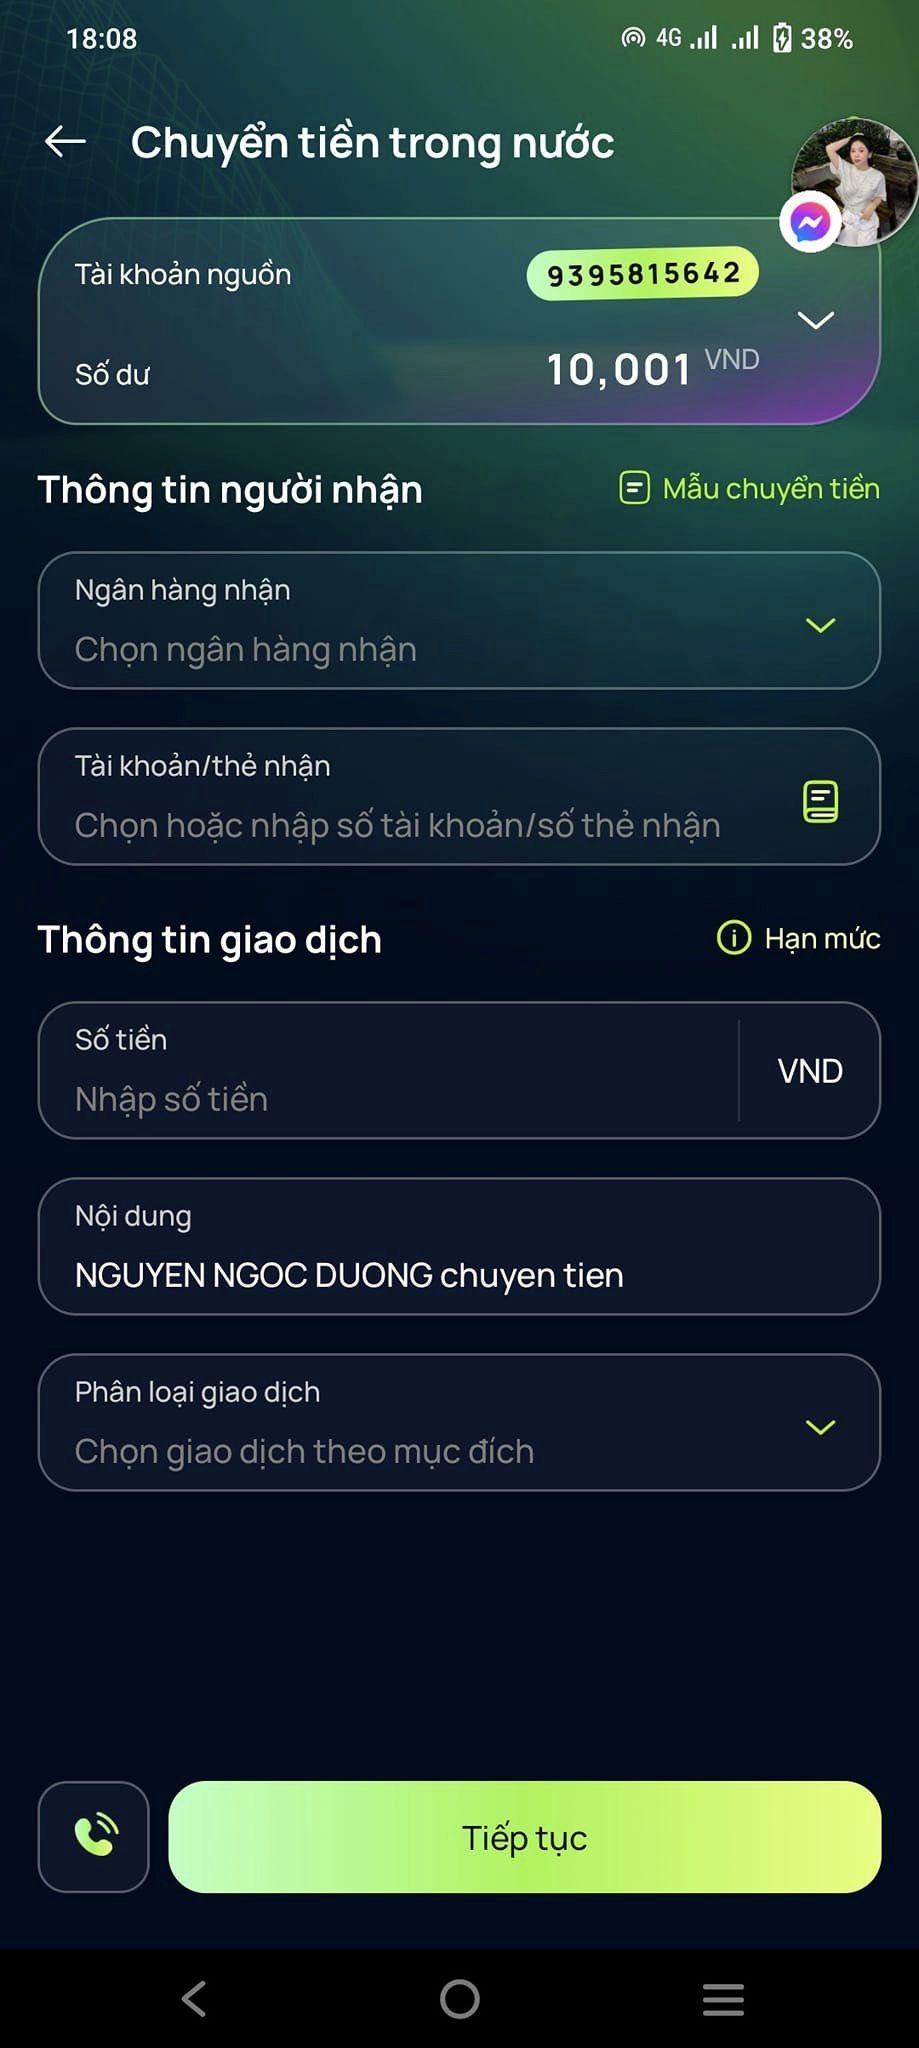 18:08
4G 38%
Chuyển tiền trong nước
Tài khoản nguồn 9395815642
Số dư 10,001 VND
Thông tin người nhận Mẫu chuyển tiền
Ngân hàng nhận
Chọn ngân hàng nhận
Tài khoản/thẻ nhận
Chọn hoặc nhập số tài khoản/số thẻ nhận
Thông tin giao dịch Hạn mức
Số tiền
Nhập số tiền
VND
Nội dung
NGUYEN NGOC DUONG chuyen tien
Phân loại giao dịch
Chọn giao dịch theo mục đích
Tiếp tục